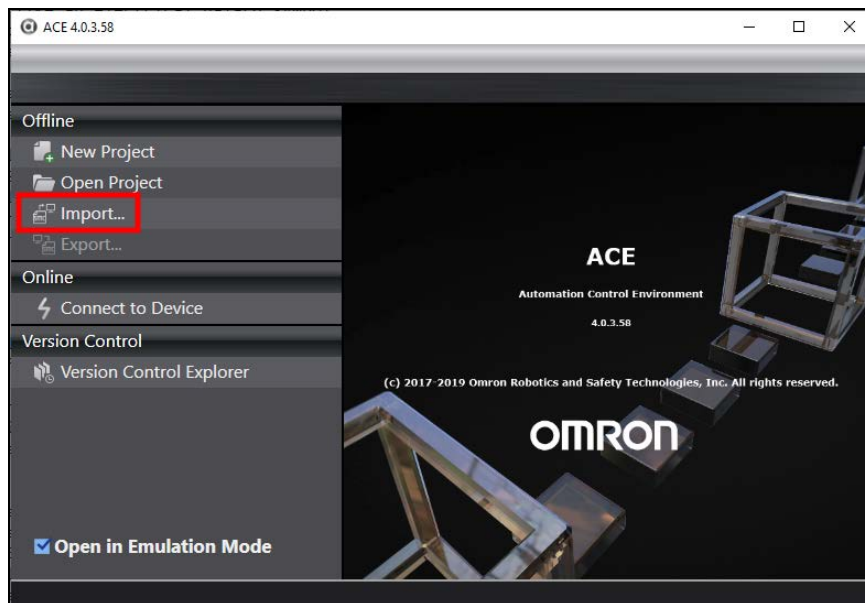 ACE 4.0.3.58
Offline
New Project
Open Project
Import...
Export...
Online
Connect to Device
Version Control
Version Control Explorer
Open in Emulation Mode
ACE
Automation Control Environment
4.0.3.58
(c) 2017-2019 Omron Robotics and Safety Technologies, Inc. All rights reserved.
OMRON